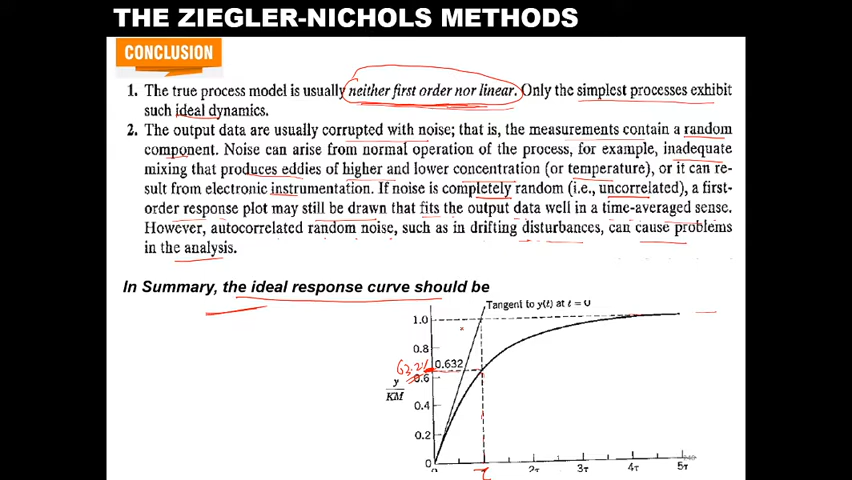 THE ZIEGLER-NICHOLS METHODS
CONCLUSION
1. The true process model is usually neither first order nor linear. Only the simplest processes exhibit
such ideal dynamics.
2. The output data are usually corrupted with noise; that is, the measurements contain a random
component. Noise can arise from normal operation of the process, for example, inadequate
mixing that produces eddies of higher and lower concentration (or temperature), or it can re-
sult from electronic instrumentation. If noise is completely random (i.e., uncorrelated), a first-
order response plot may still be drawn that fits the output data well in a time-averaged sense.
However, autocorrelated random noise, such as in drifting disturbances, can cause problems
in the analysis.
In Summary, the ideal response curve should be
Tangent to y(t) at t = 0
1.0
0.8
63.2%
0.632
0.6
y
KM
0.4
0.2
0
0
τ
2τ
3τ
4τ
5τ